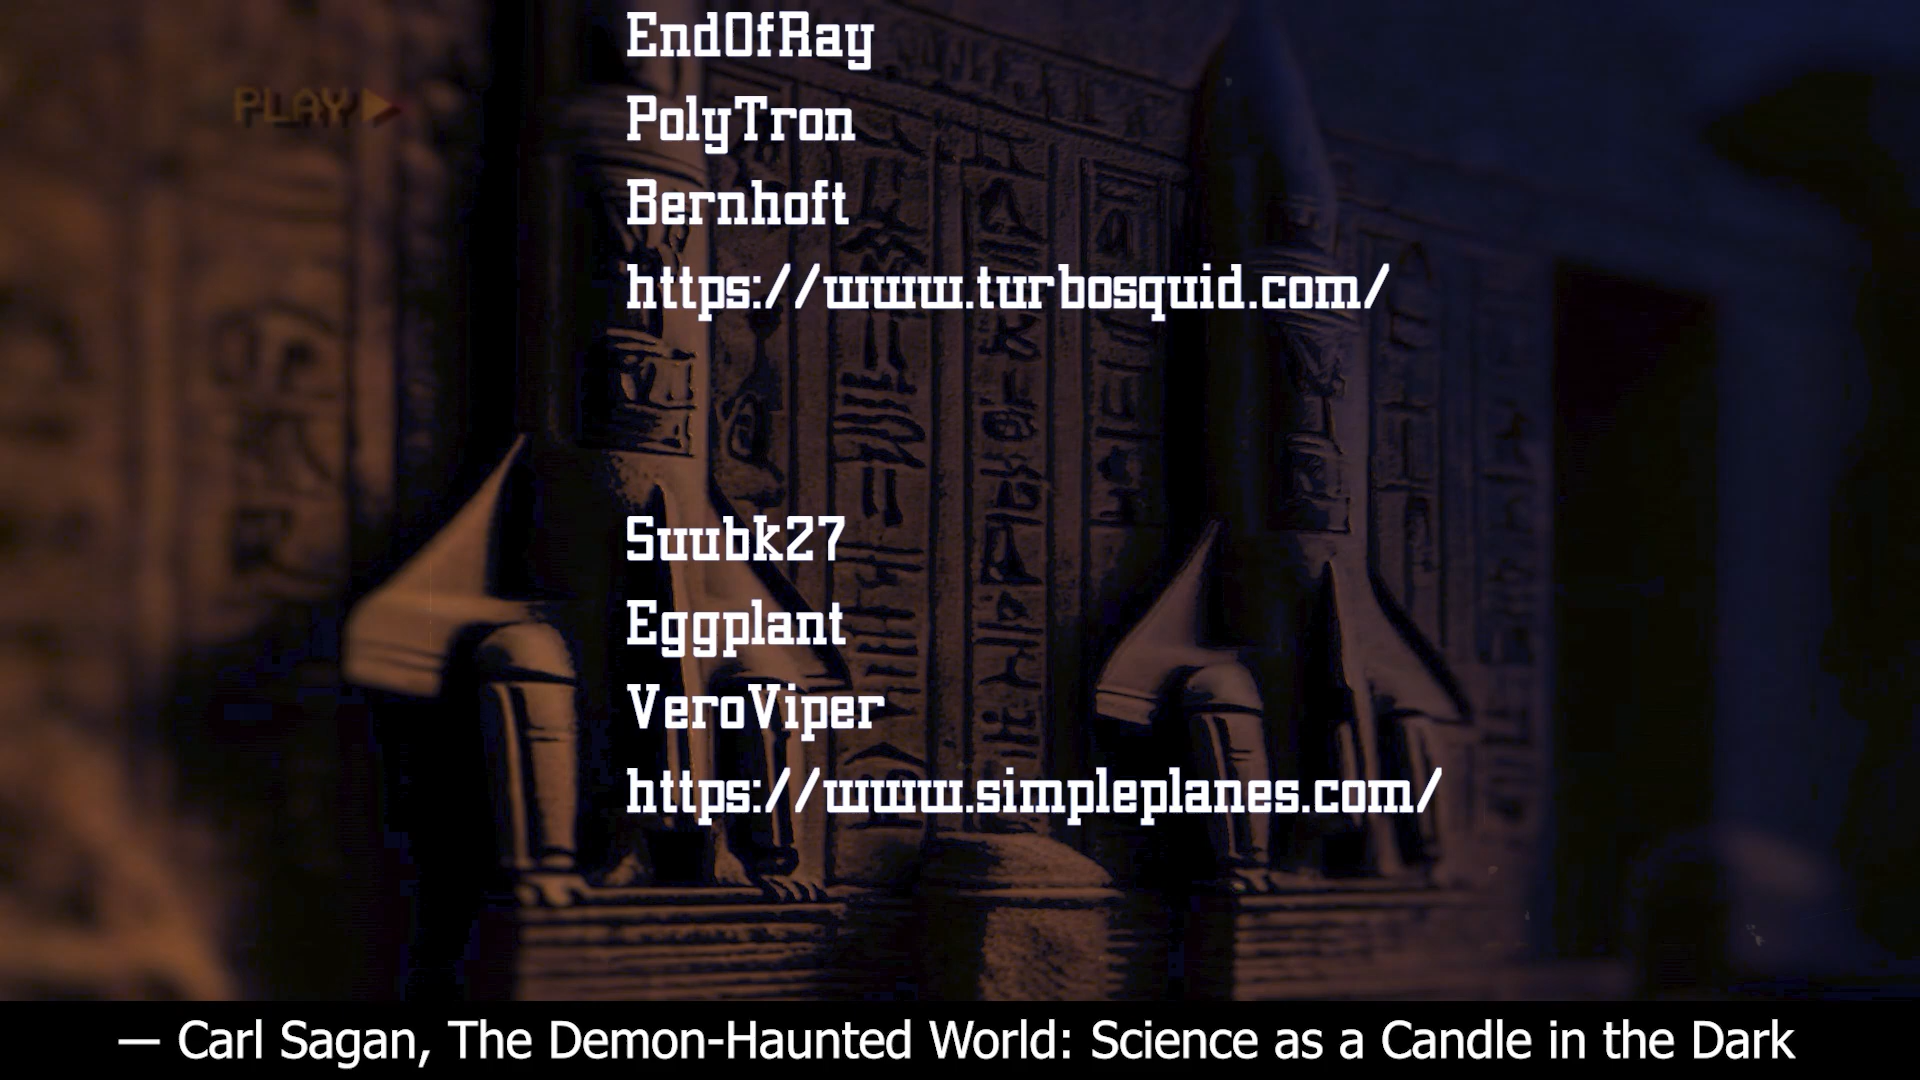 EndOfRay
PLAY
PolyTron
Bernhoft
https://www.turbosquid.com/
Suubk27
Eggplant
VeroViper
https://www.simpleplanes.com/
— Carl Sagan, The Demon-Haunted World: Science as a Candle in the Dark